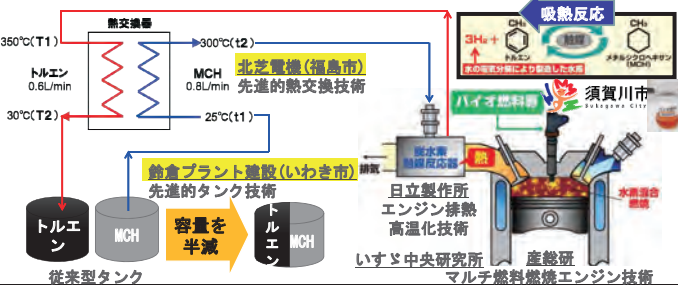 熱交換器
350℃(T1)
300℃(t2)
トルエン
0.6L/min
MCH
0.8L/min
30℃(T2)
25℃(t1)
北芝電機(福島市)
先進的熱交換技術
鈴倉プラント建設(いわき市)
先進的タンク技術
トルエン
MCH
容量を
半減
トルエン
MCH
従来型タンク
吸熱反応
CH3
3H2 +
トルエン
触媒
CH3
メチルシクロヘキサン
(MCH)
水の電気分解により製造した水素
バイオ燃料等
須賀川市
Sukagawa City
脱水素
触媒反応器
熱
排気
水素混合
燃焼
日立製作所
エンジン排熱
高温化技術
いすゞ中央研究所
産総研
マルチ燃料燃焼エンジン技術